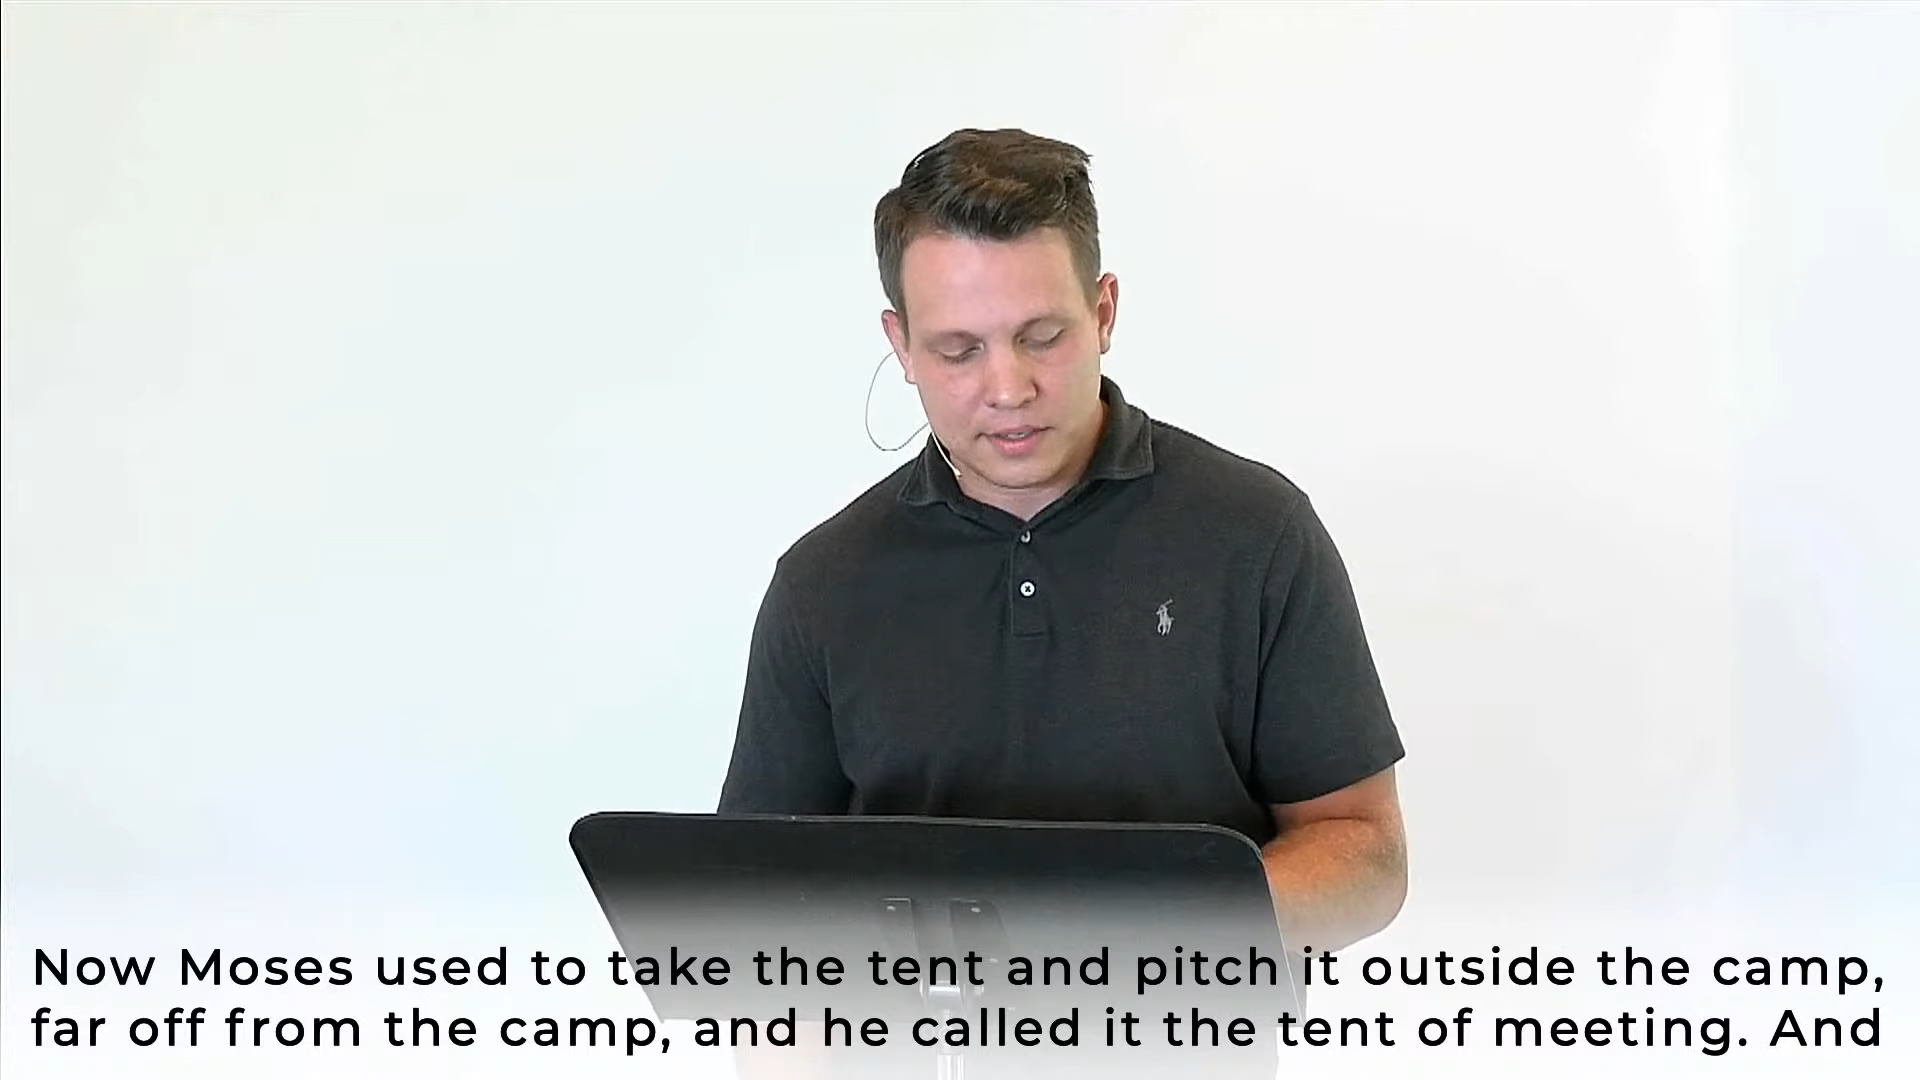 Now Moses used to take the tent and pitch it outside the camp,
far off from the camp, and he called it the tent of meeting. And